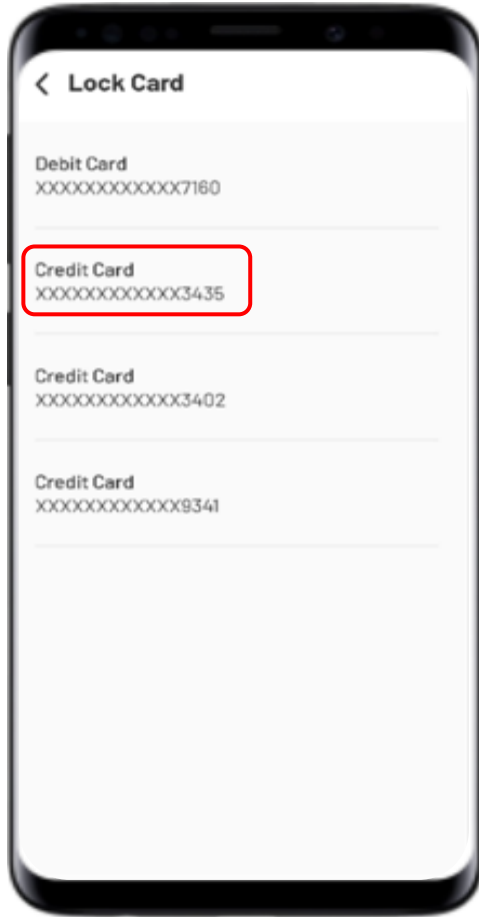 Lock Card
Debit Card
XXXXXXXXXXXX7160
Credit Card
XXXXXXXXXXXX3435
Credit Card
XXXXXXXXXXXX3402
Credit Card
XXXXXXXXXXXX9341